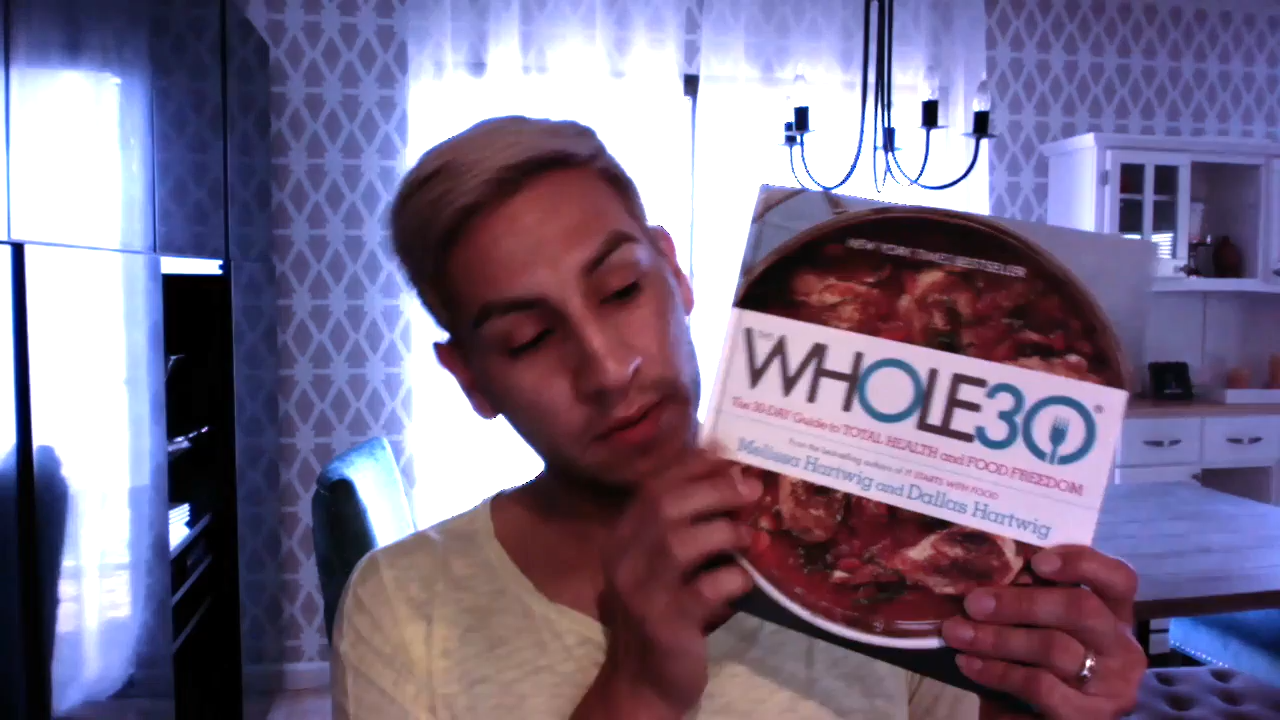 NEW YORK TIMES BESTSELLER
THE
WHOLE30®
The 30-DAY Guide to TOTAL HEALTH and FOOD FREEDOM
From the bestselling authors of IT STARTS WITH FOOD
Melissa Hartwig and Dallas Hartwig